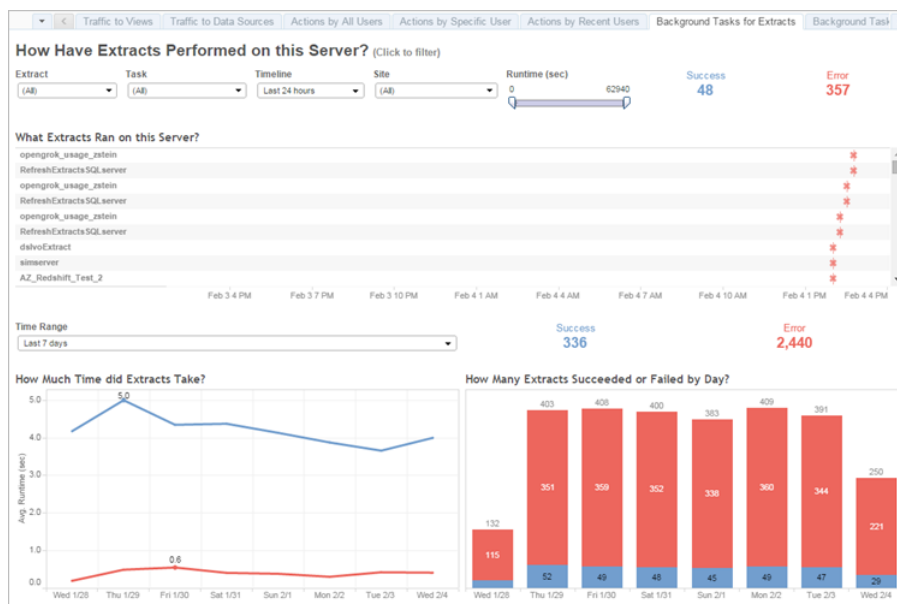 Traffic to Views Traffic to Data Sources Actions by All Users Actions by Specific User Actions by Recent Users Background Tasks for Extracts Background Task
How Have Extracts Performed on this Server? (Click to filter)
Extract Task Timeline Site Runtime (sec) Success Error
(All) (All) Last 24 hours (All) 0 62940 48 357
What Extracts Ran on this Server?
opengrok_usage_zstein
RefreshExtractsSQLserver
opengrok_usage_zstein
RefreshExtractsSQLserver
opengrok_usage_zstein
RefreshExtractsSQLserver
dslvoExtract
simserver
AZ_Redshift_Test_2
Feb 3 4 PM Feb 3 7 PM Feb 3 10 PM Feb 4 1 AM Feb 4 4 AM Feb 4 7 AM Feb 4 10 AM Feb 4 1 PM Feb 4 4 PM
Time Range Success Error
Last 7 days 336 2,440
How Much Time did Extracts Take?
5.0 5.0
4.0
3.0
2.0
1.0
0.6
0.0
Avg. Runtime (sec)
Wed 1/28 Thu 1/29 Fri 1/30 Sat 1/31 Sun 2/1 Mon 2/2 Tue 2/3 Wed 2/4
How Many Extracts Succeeded or Failed by Day?
132 403 408 400 383 409 391 250
115 351 359 352 338 360 344 221
52 49 48 45 49 47 29
Wed 1/28 Thu 1/29 Fri 1/30 Sat 1/31 Sun 2/1 Mon 2/2 Tue 2/3 Wed 2/4